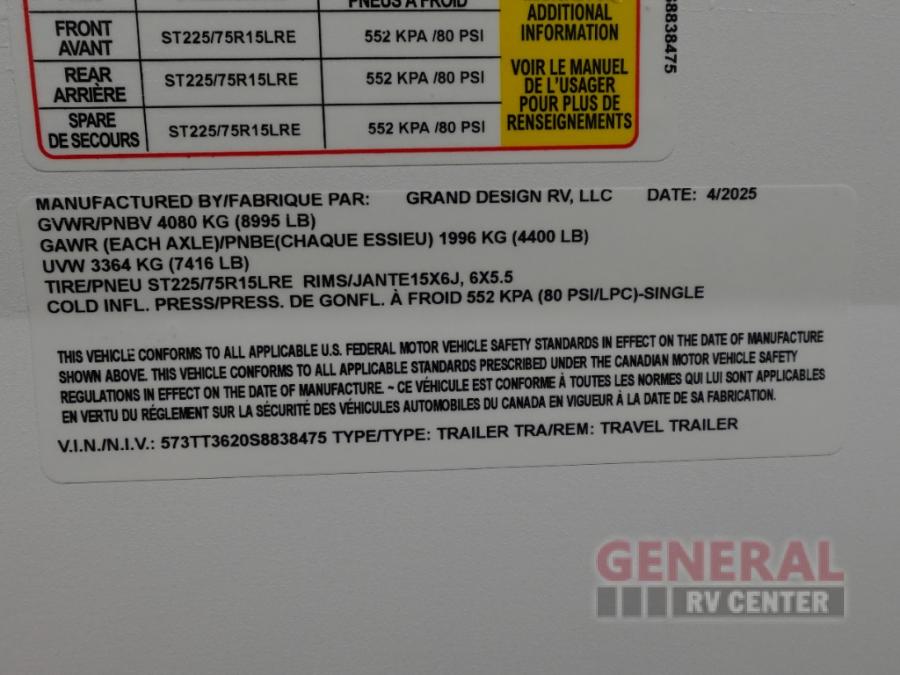 PNEUS À FROID
FRONT
AVANT
ST225/75R15LRE
552 KPA /80 PSI
REAR
ARRIÈRE
ST225/75R15LRE
552 KPA /80 PSI
SPARE
DE SECOURS
ST225/75R15LRE
552 KPA /80 PSI
ADDITIONAL
INFORMATION
VOIR LE MANUEL
DE L'USAGER
POUR PLUS DE
RENSEIGNEMENTS
S8838475
MANUFACTURED BY/FABRIQUE PAR: GRAND DESIGN RV, LLC DATE: 4/2025
GVWR/PNBV 4080 KG (8995 LB)
GAWR (EACH AXLE)/PNBE(CHAQUE ESSIEU) 1996 KG (4400 LB)
UVW 3364 KG (7416 LB)
TIRE/PNEU ST225/75R15LRE RIMS/JANTE15X6J, 6X5.5
COLD INFL. PRESS/PRESS. DE GONFL. À FROID 552 KPA (80 PSI/LPC)-SINGLE
THIS VEHICLE CONFORMS TO ALL APPLICABLE U.S. FEDERAL MOTOR VEHICLE SAFETY STANDARDS IN EFFECT ON THE DATE OF MANUFACTURE
SHOWN ABOVE. THIS VEHICLE CONFORMS TO ALL APPLICABLE STANDARDS PRESCRIBED UNDER THE CANADIAN MOTOR VEHICLE SAFETY
REGULATIONS IN EFFECT ON THE DATE OF MANUFACTURE. ~ CE VÉHICULE EST CONFORME À TOUTES LES NORMES QUI LUI SONT APPLICABLES
EN VERTU DU RÉGLEMENT SUR LA SÉCURITÉ DES VÉHICULES AUTOMOBILES DU CANADA EN VIGUEUR À LA DATE DE SA FABRICATION.
V.I.N./N.I.V.: 573TT3620S8838475 TYPE/TYPE: TRAILER TRA/REM: TRAVEL TRAILER
GENERAL
RV CENTER